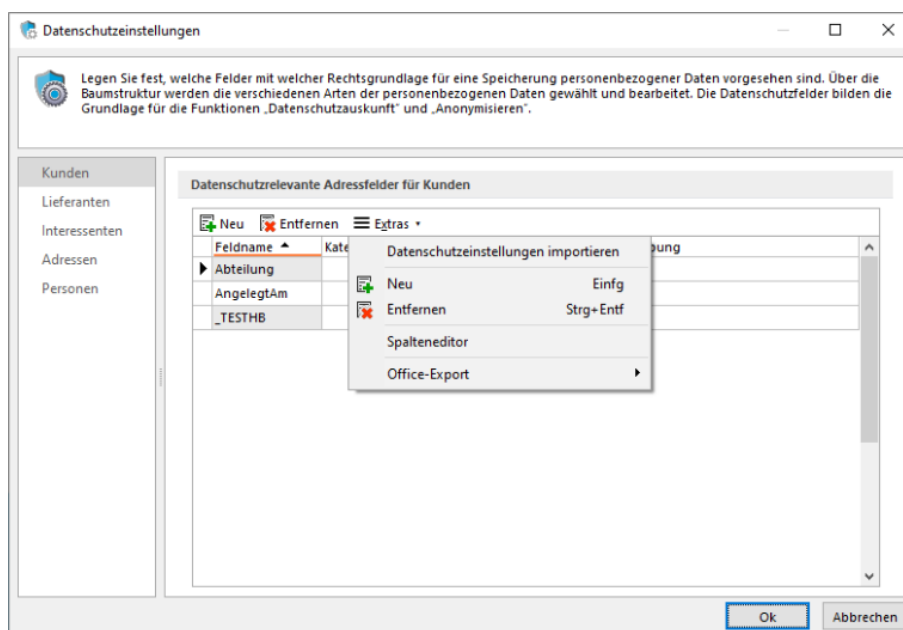 Datenschutzeinstellungen
Legen Sie fest, welche Felder mit welcher Rechtsgrundlage für eine Speicherung personenbezogener Daten vorgesehen sind. Über die
Baumstruktur werden die verschiedenen Arten der personenbezogenen Daten gewählt und bearbeitet. Die Datenschutzfelder bilden die
Grundlage für die Funktionen „Datenschutzauskunft“ und „Anonymisieren“.
Kunden
Lieferanten
Interessenten
Adressen
Personen
Datenschutzrelevante Adressfelder für Kunden
Neu Entfernen Extras
Feldname Kate bung
Abteilung
AngelegtAm
_TESTHB
Datenschutzeinstellungen importieren
Neu Einfg
Entfernen Strg+Entf
Spalteneditor
Office-Export
Ok Abbrechen